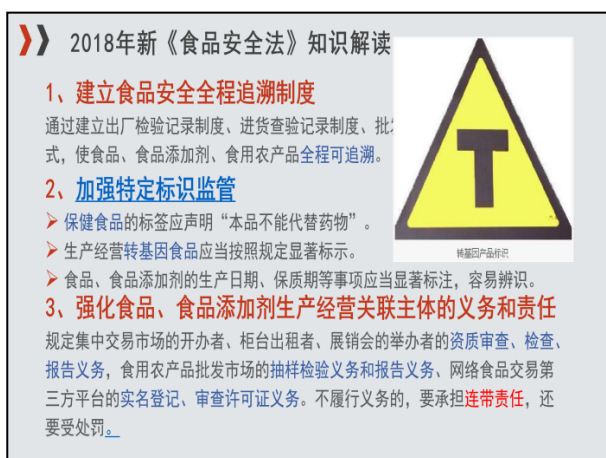 2018年新《食品安全法》知识解读
1、建立食品安全全程追溯制度
通过建立出厂检验记录制度、进货查验记录制度、批
式，使食品、食品添加剂、食用农产品全程可追溯。
T
转基因产品标识
2、加强特定标识监管
保健食品的标签应声明“本品不能代替药物”。
生产经营转基因食品应当按照规定显著标示。
食品、食品添加剂的生产日期、保质期等事项应当显著标注，容易辨识。
3、强化食品、食品添加剂生产经营关联主体的义务和责任
规定集中交易市场的开办者、柜台出租者、展销会的举办者的资质审查、检查、
报告义务，食用农产品批发市场的抽样检验义务和报告义务、网络食品交易第
三方平台的实名登记、审查许可证义务。不履行义务的，要承担连带责任，还
要受处罚。